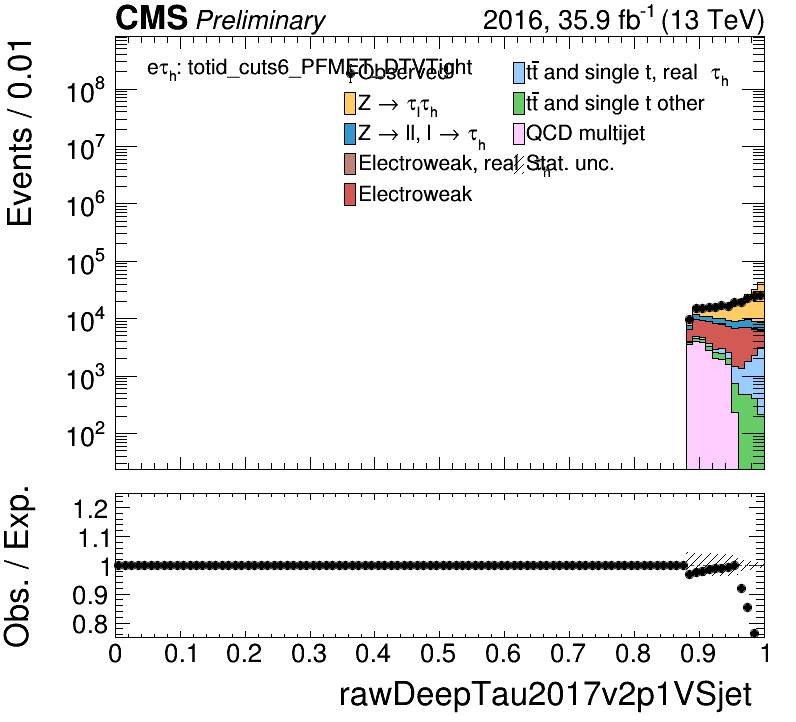 CMS Preliminary 2016, 35.9 fb⁻¹ (13 TeV)
eτₕ: totid_cuts6_PFMET_DTVTight
Observed
Z → τₗτₕ
Z → ll, l → τₕ
Electroweak, real τₕ
Electroweak
tt̄ and single t, real τₕ
tt̄ and single t other
QCD multijet
Stat. unc.
Events / 0.01
10⁸
10⁷
10⁶
10⁵
10⁴
10³
10²
Obs. / Exp.
1.2
1.1
1
0.9
0.8
0 0.1 0.2 0.3 0.4 0.5 0.6 0.7 0.8 0.9 1
rawDeepTau2017v2p1VSjet